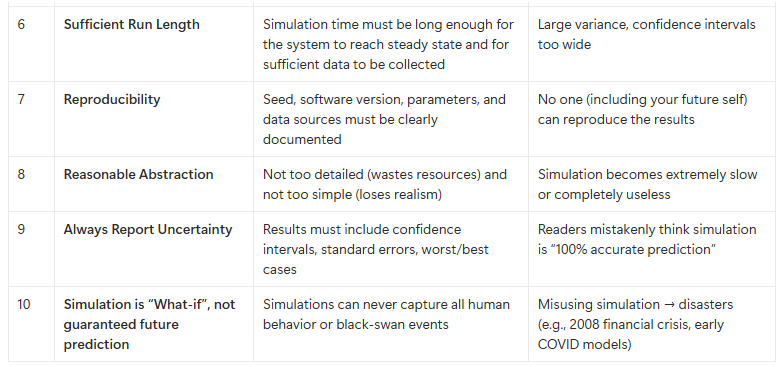 6 Sufficient Run Length Simulation time must be long enough for Large variance, confidence intervals
the system to reach steady state and for too wide
sufficient data to be collected
7 Reproducibility Seed, software version, parameters, and No one (including your future self)
data sources must be clearly can reproduce the results
documented
8 Reasonable Abstraction Not too detailed (wastes resources) and Simulation becomes extremely slow
not too simple (loses realism) or completely useless
9 Always Report Uncertainty Results must include confidence Readers mistakenly think simulation
intervals, standard errors, worst/best is “100% accurate prediction”
cases
10 Simulation is “What-if”, not Simulations can never capture all human Misusing simulation → disasters
guaranteed future behavior or black-swan events (e.g., 2008 financial crisis, early
prediction COVID models)